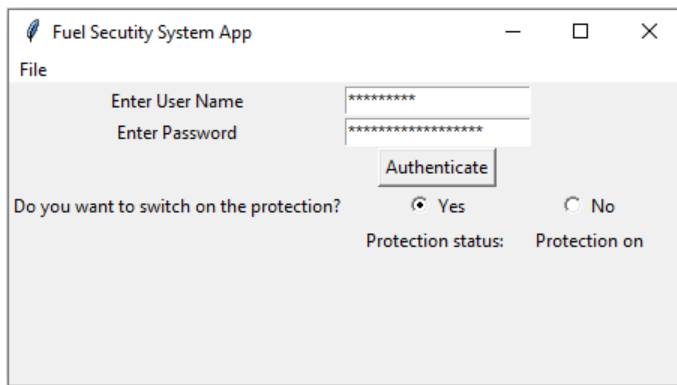 Fuel Secutity System App
File
Enter User Name *********
Enter Password ******************
Authenticate
Do you want to switch on the protection? Yes No
Protection status: Protection on